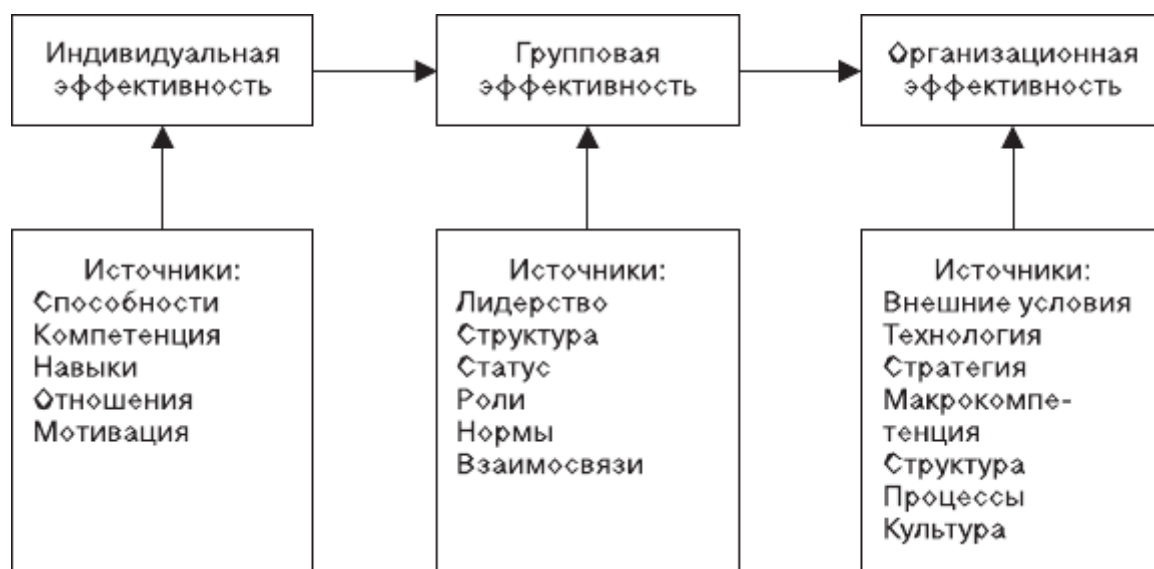 Индивидуальная
эффективность
Групповая
эффективность
Организационная
эффективность
Источники:
Способности
Компетенция
Навыки
Отношения
Мотивация
Источники:
Лидерство
Структура
Статус
Роли
Нормы
Взаимосвязи
Источники:
Внешние условия
Технология
Стратегия
Макрокомпе-
тенция
Структура
Процессы
Культура